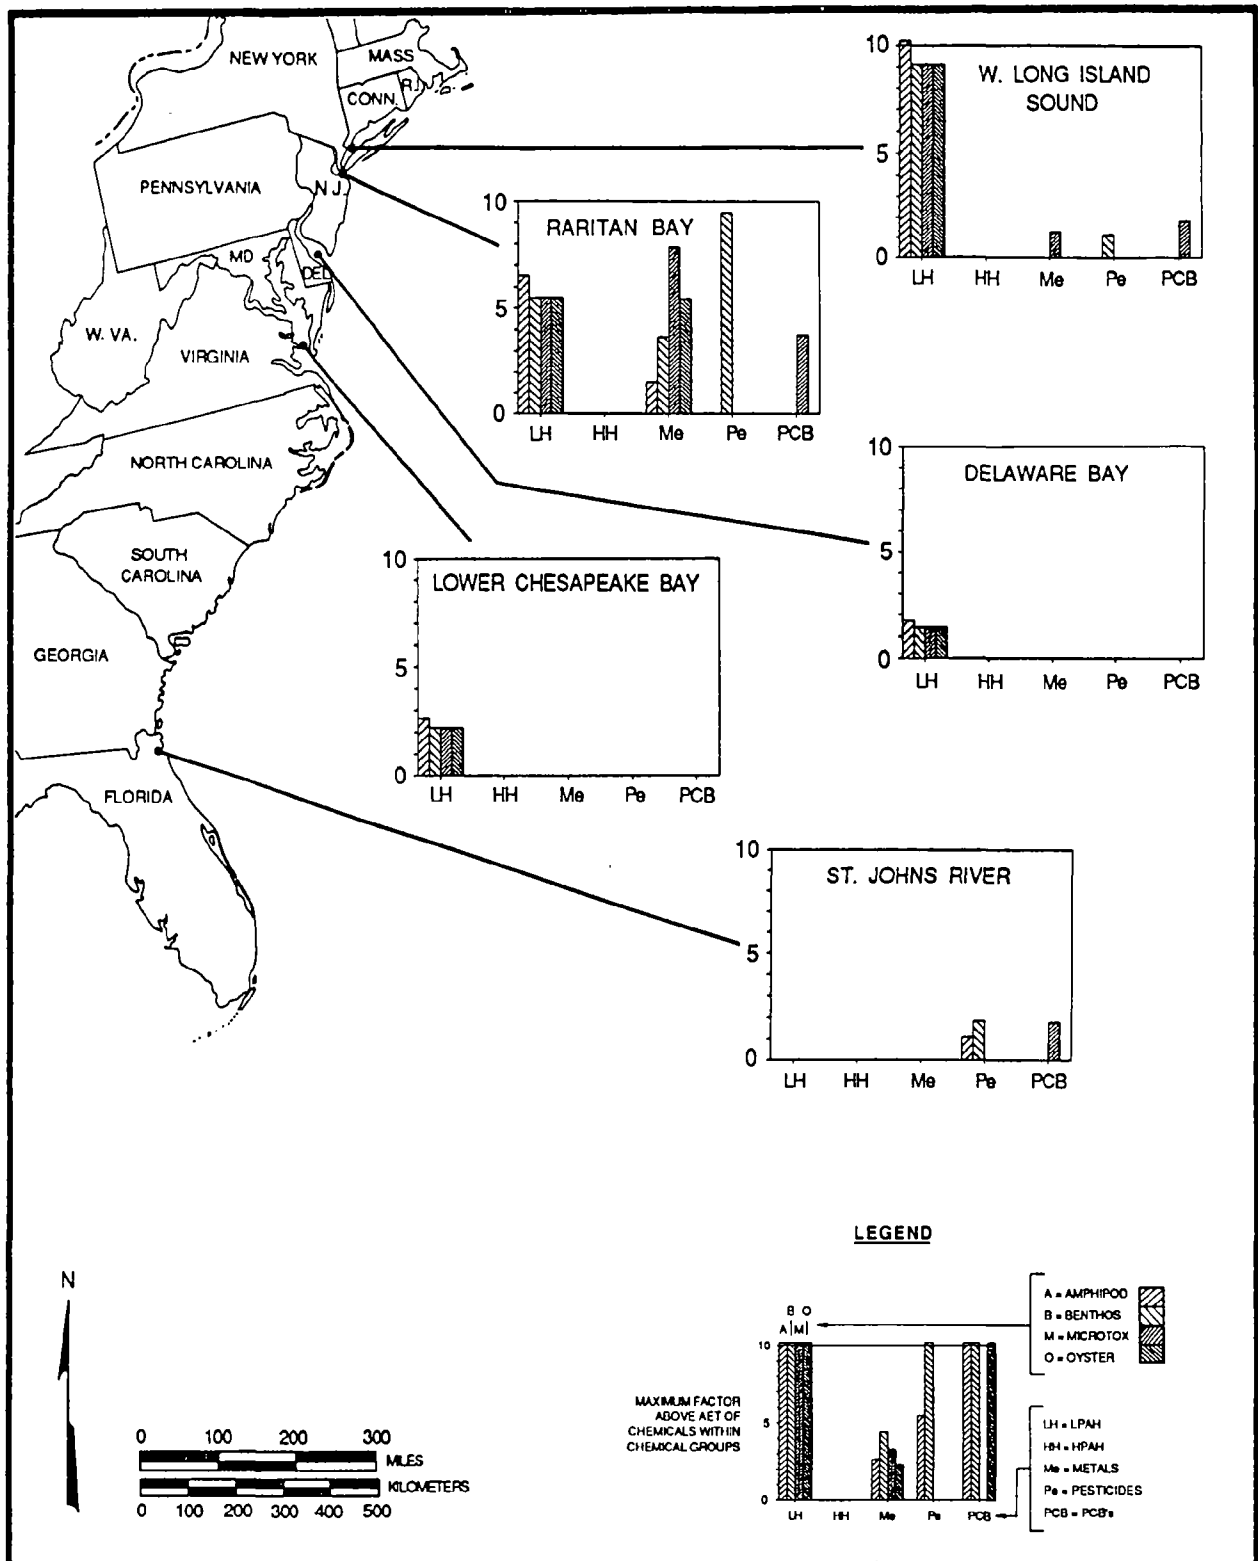 NEW YORK
MASS
R.I.
CONN.
PENNSYLVANIA
N.J.
MD
DEL
W. VA.
VIRGINIA
NORTH CAROLINA
SOUTH
CAROLINA
GEORGIA
FLORIDA
W. LONG ISLAND
SOUND
10
5
0
LH HH Me Pe PCB
RARITAN BAY
10
5
0
LH HH Me Pe PCB
DELAWARE BAY
10
5
0
LH HH Me Pe PCB
LOWER CHESAPEAKE BAY
10
5
0
LH HH Me Pe PCB
ST. JOHNS RIVER
10
5
0
LH HH Me Pe PCB
N
0 100 200 300
MILES
KILOMETERS
0 100 200 300 400 500
LEGEND
A = AMPHIPOD
B = BENTHOS
M = MICROTOX
O = OYSTER
B O
A M
10
5
0
MAXIMUM FACTOR
ABOVE AET OF
CHEMICALS WITHIN
CHEMICAL GROUPS
LH HH Me Pe PCB
LH = LPAH
HH = HPAH
Me = METALS
Pe = PESTICIDES
PCB = PCB's